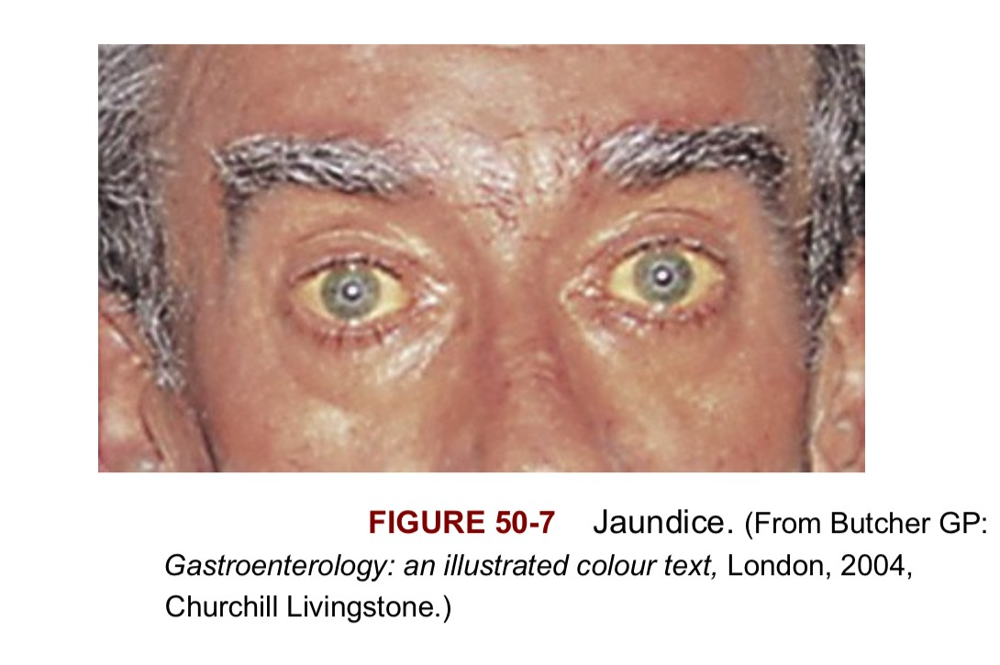 FIGURE 50-7 Jaundice. (From Butcher GP:
Gastroenterology: an illustrated colour text, London, 2004,
Churchill Livingstone.)